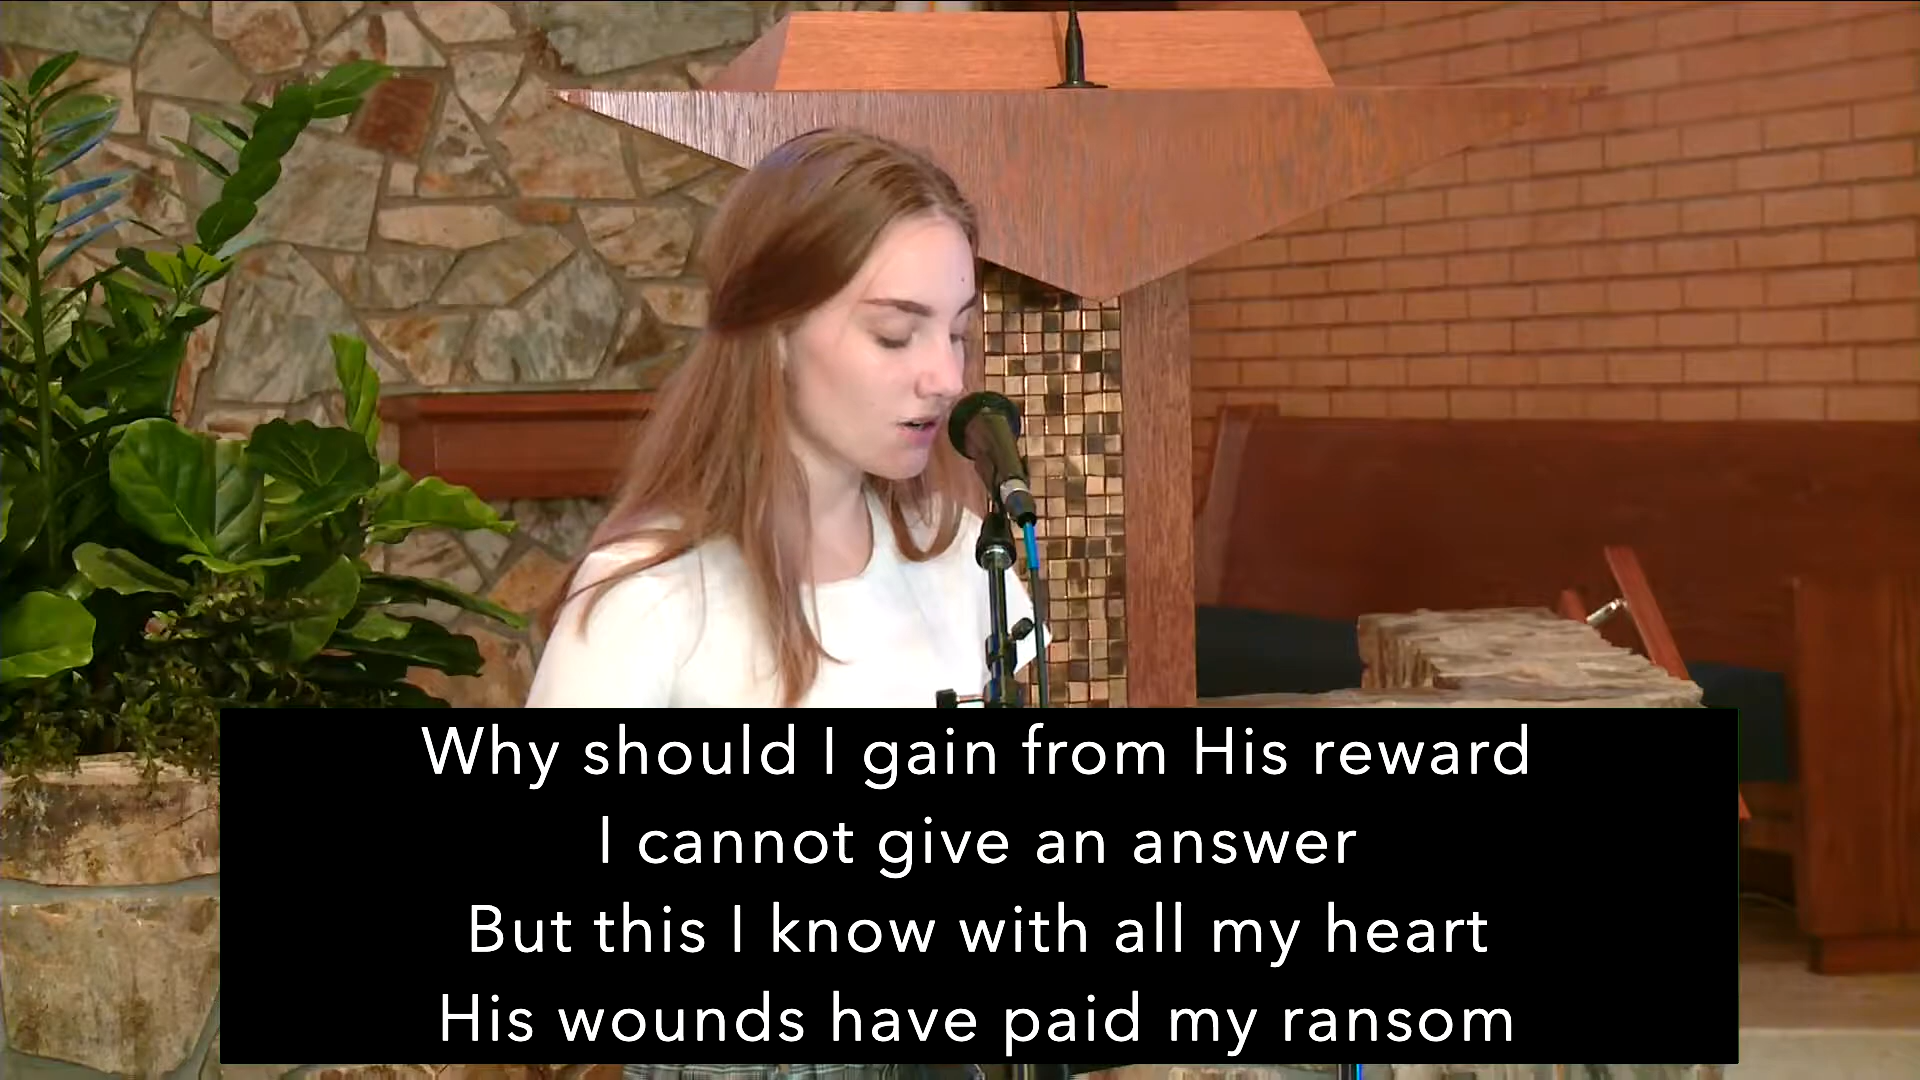 Why should I gain from His reward
I cannot give an answer
But this I know with all my heart
His wounds have paid my ransom